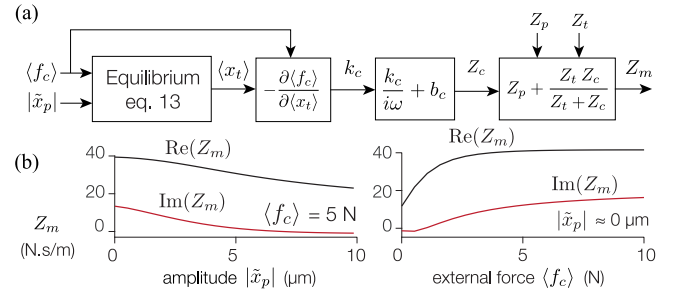 (a)
Z_p Z_t
⟨f_c⟩
|x̃_p|
Equilibrium
eq. 13
⟨x_t⟩
−∂⟨f_c⟩/∂⟨x_t⟩
k_c
k_c/iω + b_c
Z_c
Z_p + Z_t Z_c/(Z_t + Z_c)
Z_m
(b)
Z_m
(N.s/m)
40
20
0
Re(Z_m)
Im(Z_m)
⟨f_c⟩ = 5 N
0 5 10
amplitude |x̃_p| (μm)
40
20
0
Re(Z_m)
Im(Z_m)
|x̃_p| ≈ 0 μm
0 5 10
external force ⟨f_c⟩ (N)